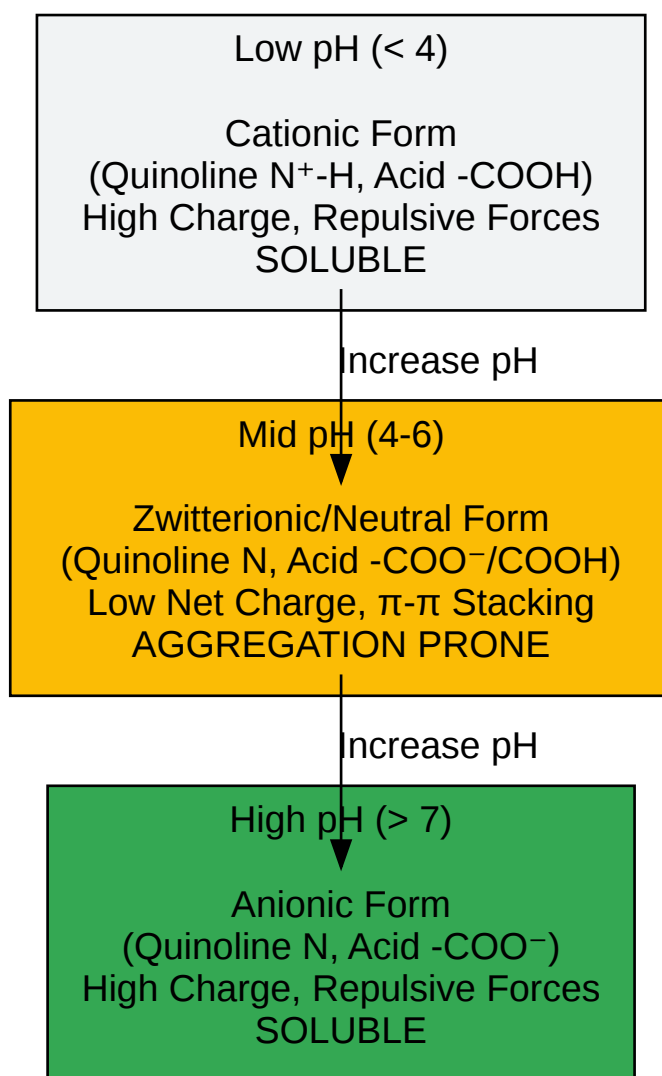 Low pH (< 4)
Cationic Form
(Quinoline N⁺-H, Acid -COOH)
High Charge, Repulsive Forces
SOLUBLE
Increase pH
Mid pH (4-6)
Zwitterionic/Neutral Form
(Quinoline N, Acid -COO⁻/COOH)
Low Net Charge, π-π Stacking
AGGREGATION PRONE
Increase pH
High pH (> 7)
Anionic Form
(Quinoline N, Acid -COO⁻)
High Charge, Repulsive Forces
SOLUBLE